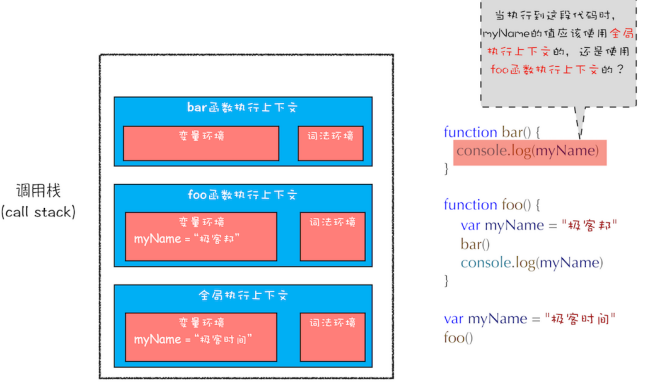 当执行到这段代码时,
myName的值应该使用全局
执行上下文的, 还是使用
foo函数执行上下文的?
bar函数执行上下文
变量环境
词法环境
foo函数执行上下文
变量环境
myName = "极客邦"
词法环境
全局执行上下文
变量环境
myName = "极客时间"
词法环境
调用栈
(call stack)
function bar() {
console.log(myName)
}
function foo() {
var myName = "极客邦"
bar()
console.log(myName)
}
var myName = "极客时间"
foo()